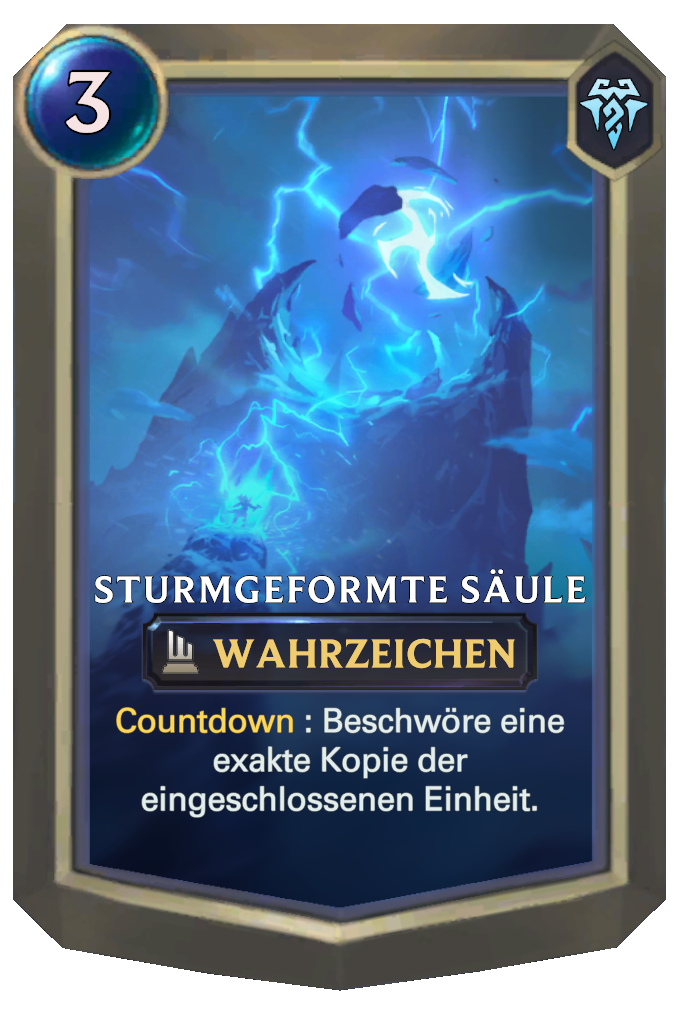 3
STURMGEFORMTE SÄULE
WAHRZEICHEN
Countdown : Beschwöre eine
exakte Kopie der
eingeschlossenen Einheit.